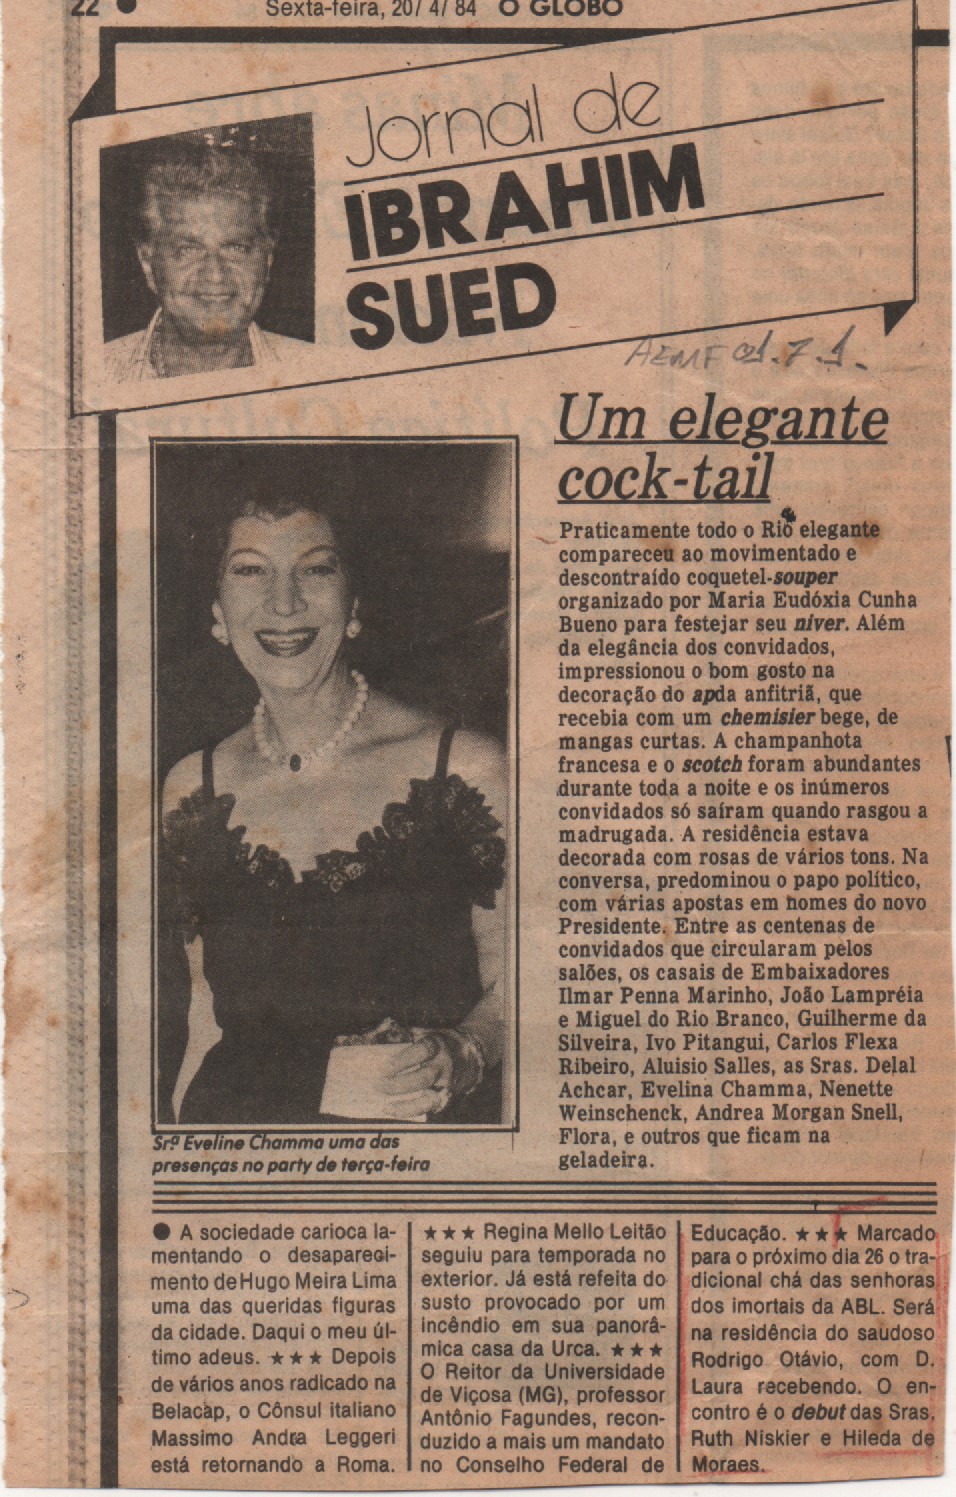 22 ● Sexta-feira, 20/4/84 O GLOBO
Jornal de
IBRAHIM
SUED
AEMF 01.7.1.
Um elegante
cock-tail
Praticamente todo o Rio elegante
compareceu ao movimentado e
descontraído coquetel-souper
organizado por Maria Eudóxia Cunha
Bueno para festejar seu niver. Além
da elegância dos convidados,
impressionou o bom gosto na
decoração do apda anfitriã, que
recebia com um chemisier bege, de
mangas curtas. A champanhota
francesa e o scotch foram abundantes
durante toda a noite e os inúmeros
convidados só saíram quando rasgou a
madrugada. A residência estava
decorada com rosas de vários tons. Na
conversa, predominou o papo político,
com várias apostas em nomes do novo
Presidente. Entre as centenas de
convidados que circularam pelos
salões, os casais de Embaixadores
Ilmar Penna Marinho, João Lampréia
e Miguel do Rio Branco, Guilherme da
Silveira, Ivo Pitangui, Carlos Flexa
Ribeiro, Aluisio Salles, as Sras. Delal
Achcar, Evelina Chamma, Nenette
Weinschenck, Andrea Morgan Snell,
Flora, e outros que ficam na
geladeira.
Srª Eveline Chamma uma das
presenças no party de terça-feira
● A sociedade carioca la-
mentando o desapareci-
mento de Hugo Meira Lima
uma das queridas figuras
da cidade. Daqui o meu úl-
timo adeus. ★★★ Depois
de vários anos radicado na
Belacap, o Cônsul italiano
Massimo Andra Leggeri
está retornando a Roma.
★★★ Regina Mello Leitão
seguiu para temporada no
exterior. Já está refeita do
susto provocado por um
incêndio em sua panorâ-
mica casa da Urca. ★★★
O Reitor da Universidade
de Viçosa (MG), professor
Antônio Fagundes, recon-
duzido a mais um mandato
no Conselho Federal de
Educação. ★★★ Marcado
para o próximo dia 26 o tra-
dicional chá das senhoras
dos imortais da ABL. Será
na residência do saudoso
Rodrigo Otávio, com D.
Laura recebendo. O en-
contro é o debut das Sras.
Ruth Niskier e Hileda de
Moraes.